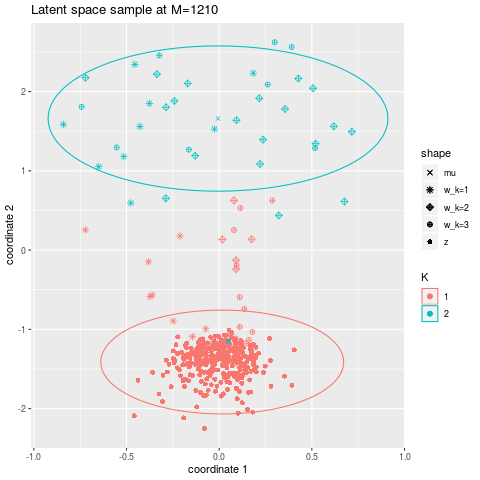 Latent space sample at M=1210
coordinate 2
2
1
0
-1
-2
-1.0
-0.5
0.0
0.5
1.0
coordinate 1
shape
mu
w_k=1
w_k=2
w_k=3
z
K
1
2